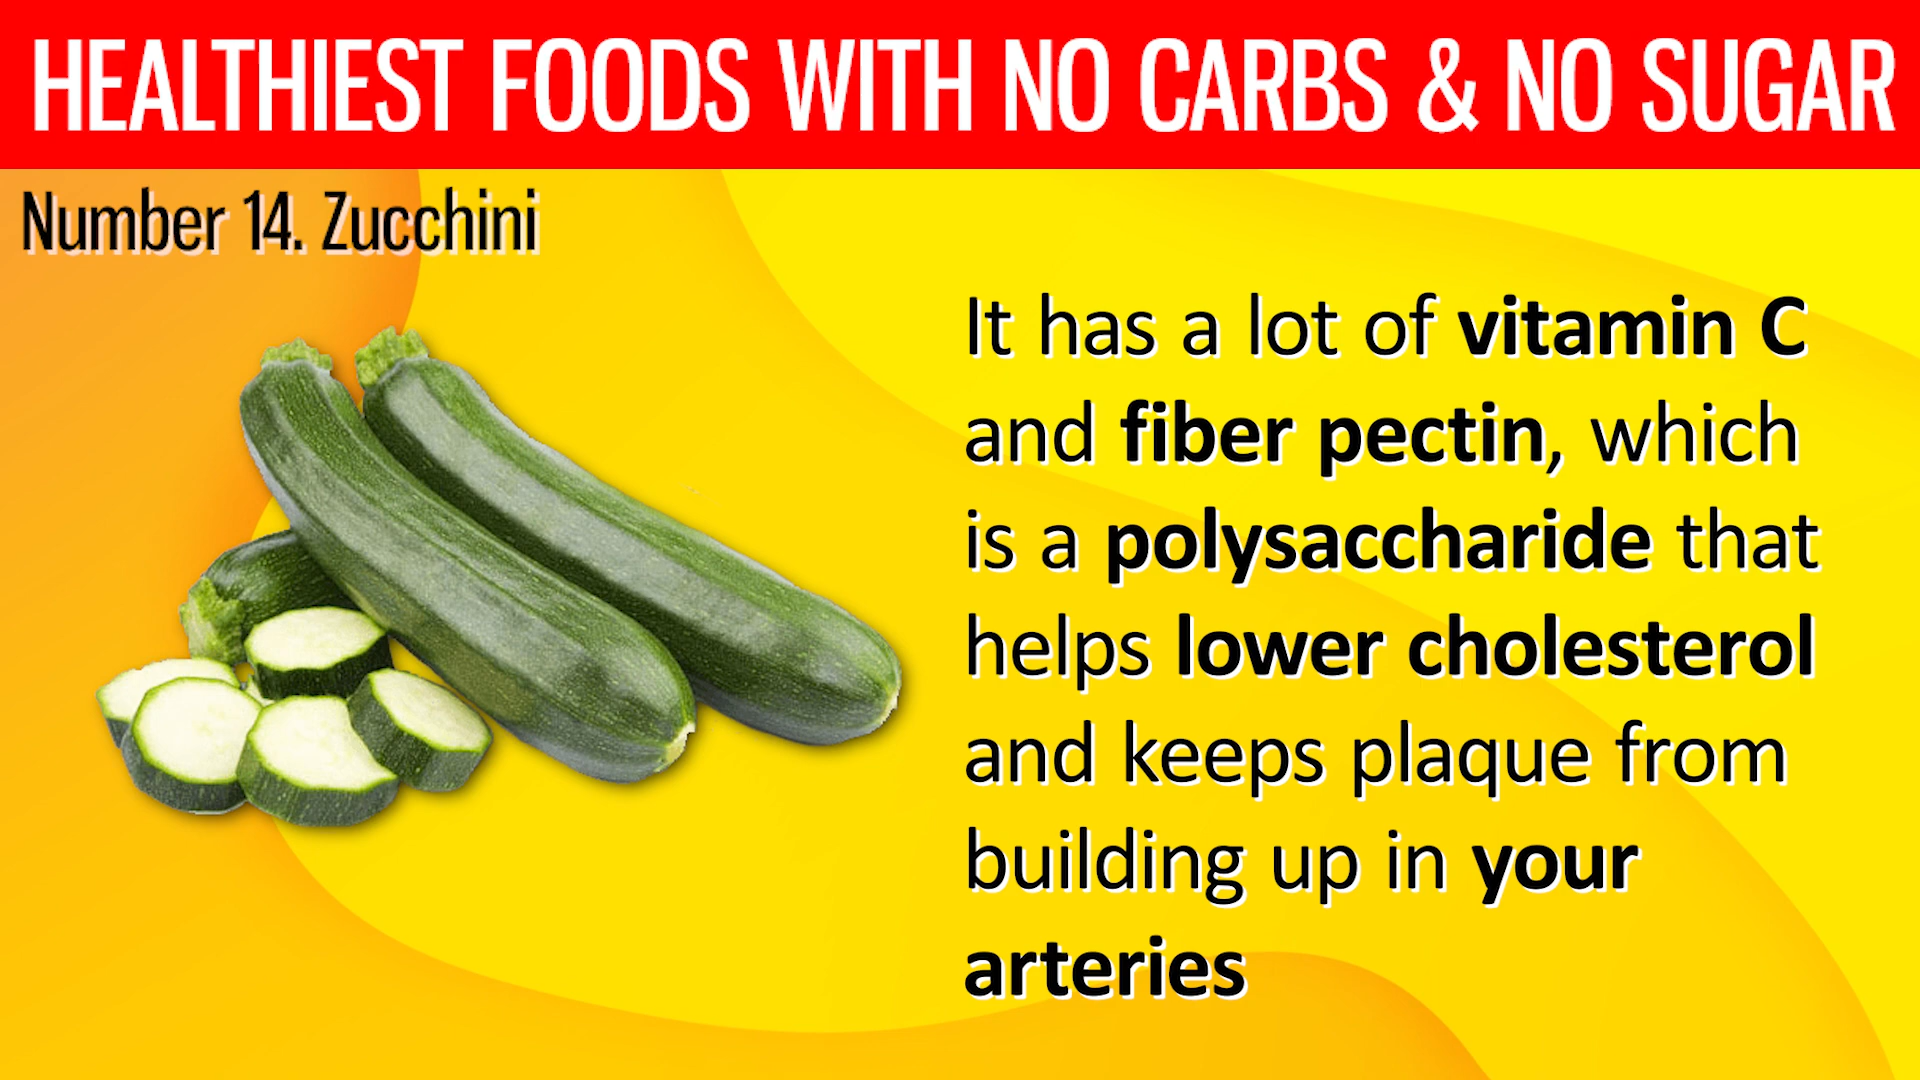 HEALTHIEST FOODS WITH NO CARBS & NO SUGAR
Number 14. Zucchini
It has a lot of vitamin C
and fiber pectin, which
is a polysaccharide that
helps lower cholesterol
and keeps plaque from
building up in your
arteries